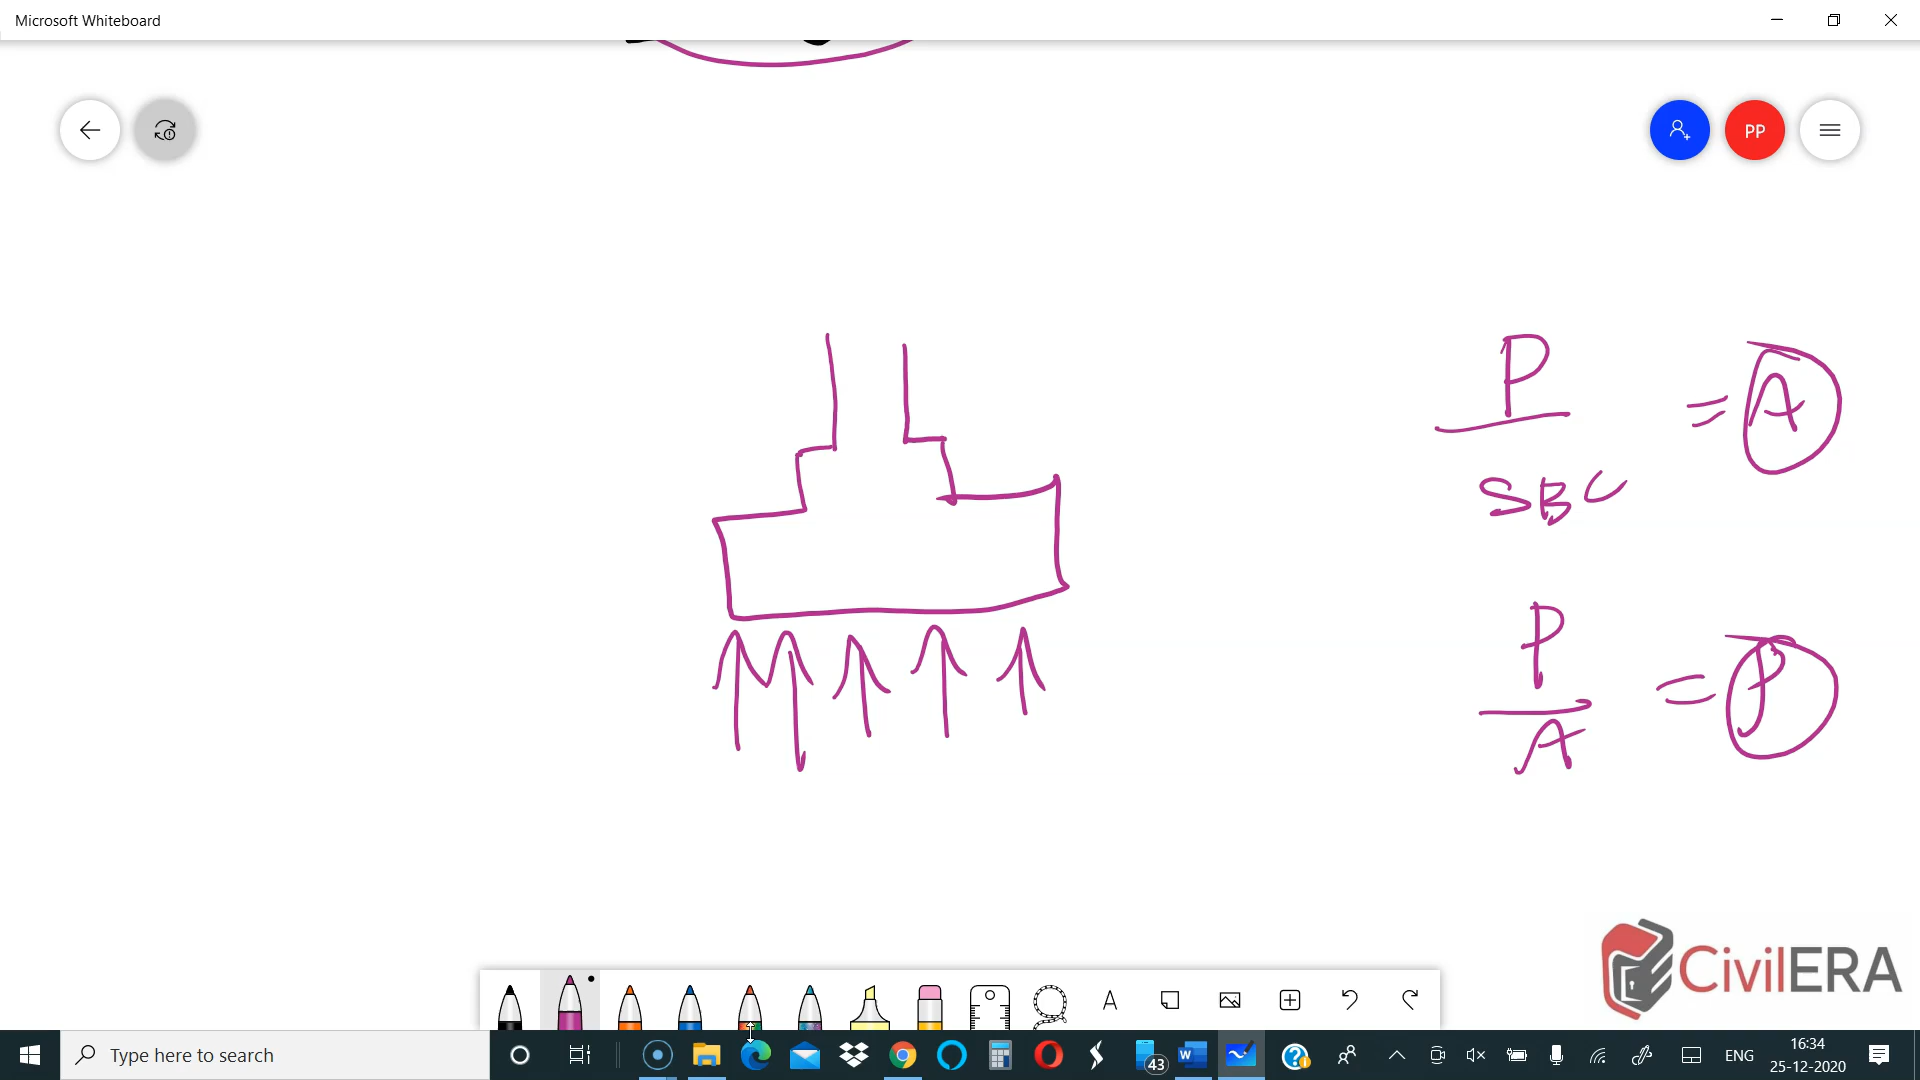 Microsoft Whiteboard
PP
P
= A
SBC
P
= P
A
A
CivilERA
Type here to search
43
W
ENG
16:34
25-12-2020